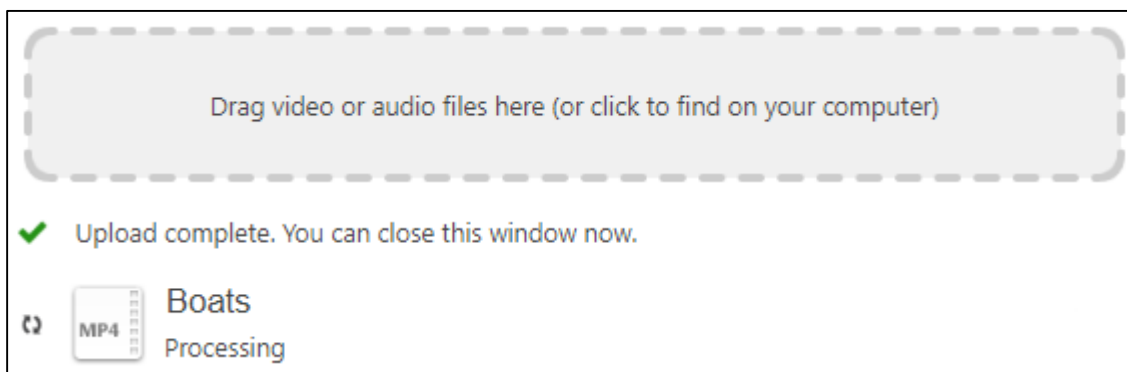 Drag video or audio files here (or click to find on your computer)
Upload complete. You can close this window now.
MP4
Boats
Processing